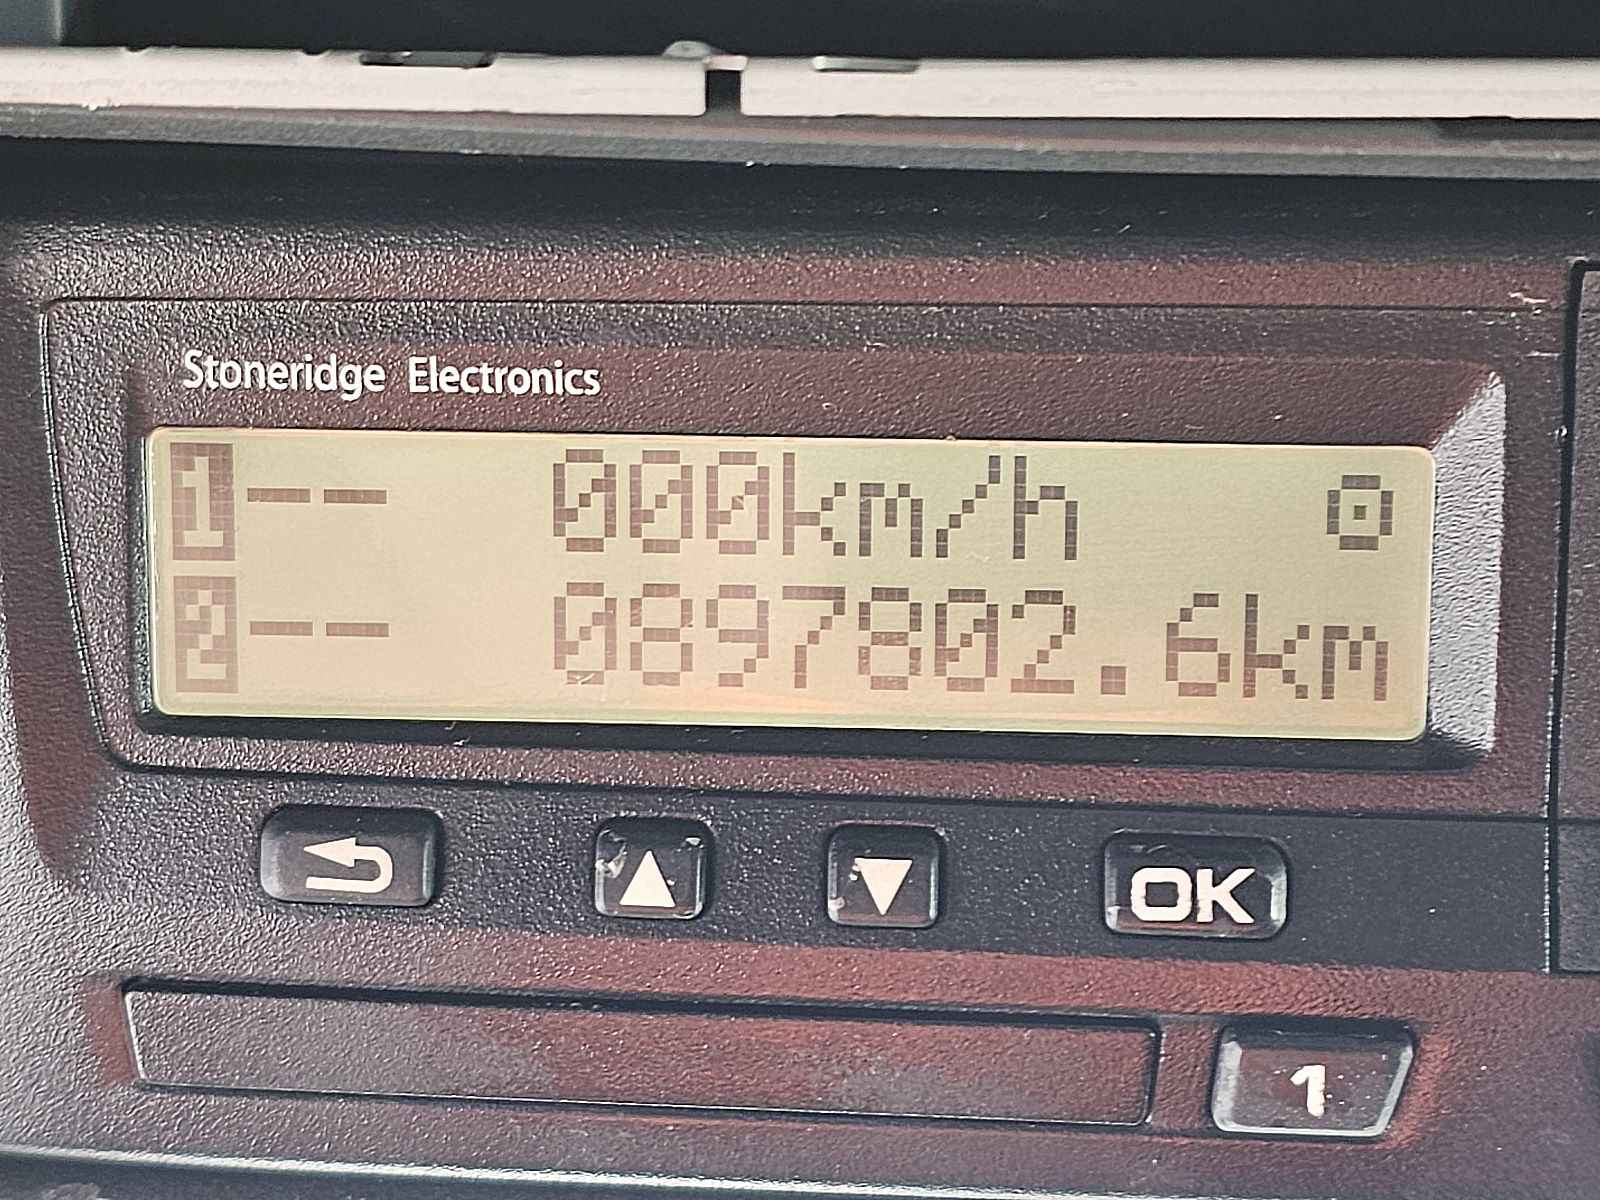 Stoneridge Electronics
1 -- 000km/h
2 -- 0897802.6km
OK
1